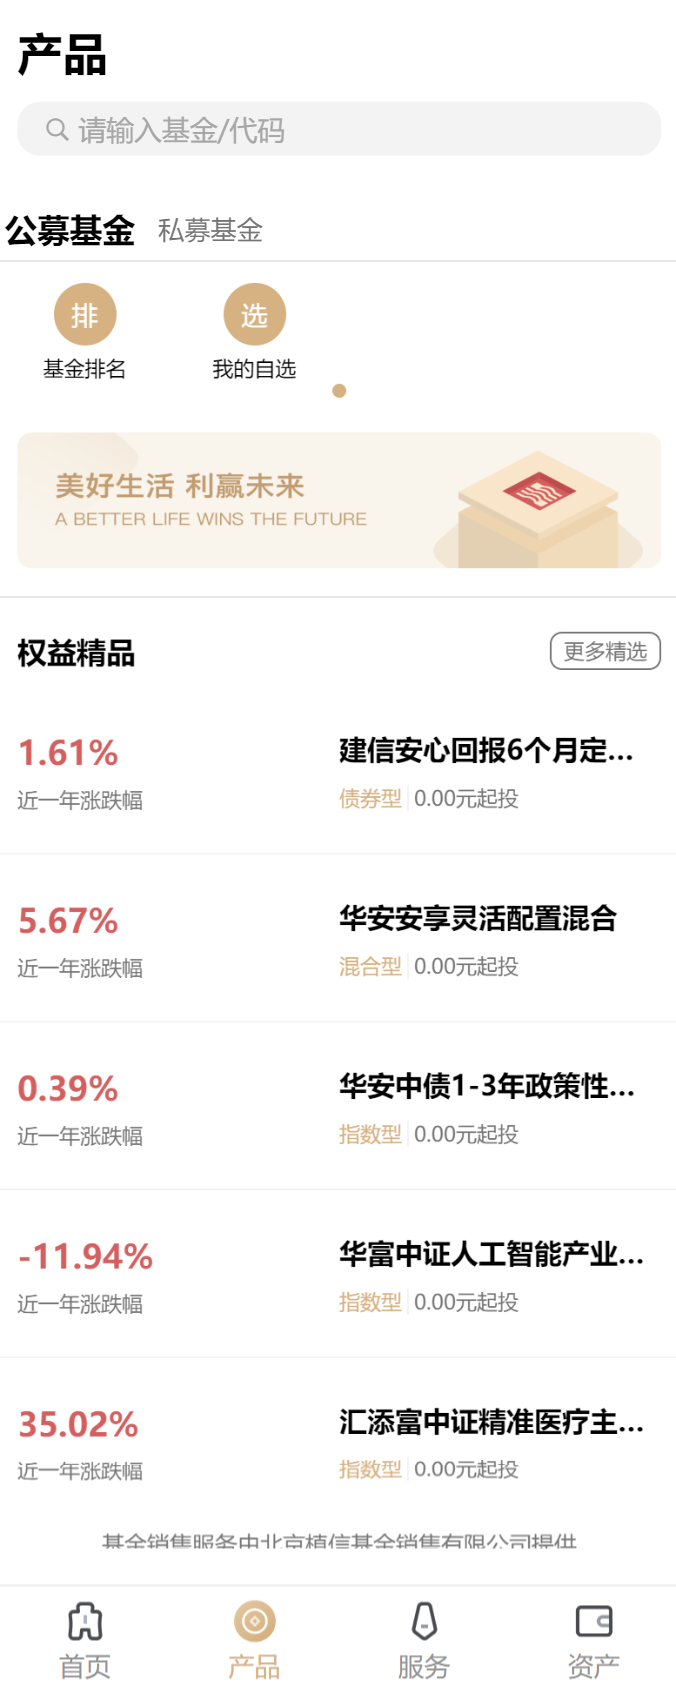 产品
请输入基金/代码
公募基金 私募基金
排 选
基金排名 我的自选
美好生活 利赢未来
A BETTER LIFE WINS THE FUTURE
权益精品 更多精选
1.61% 建信安心回报6个月定...
近一年涨跌幅 债券型 0.00元起投
5.67% 华安安享灵活配置混合
近一年涨跌幅 混合型 0.00元起投
0.39% 华安中债1-3年政策性...
近一年涨跌幅 指数型 0.00元起投
-11.94% 华富中证人工智能产业...
近一年涨跌幅 指数型 0.00元起投
35.02% 汇添富中证精准医疗主...
近一年涨跌幅 指数型 0.00元起投
基金销售服务由北京植信基金销售有限公司提供
首页 产品 服务 资产